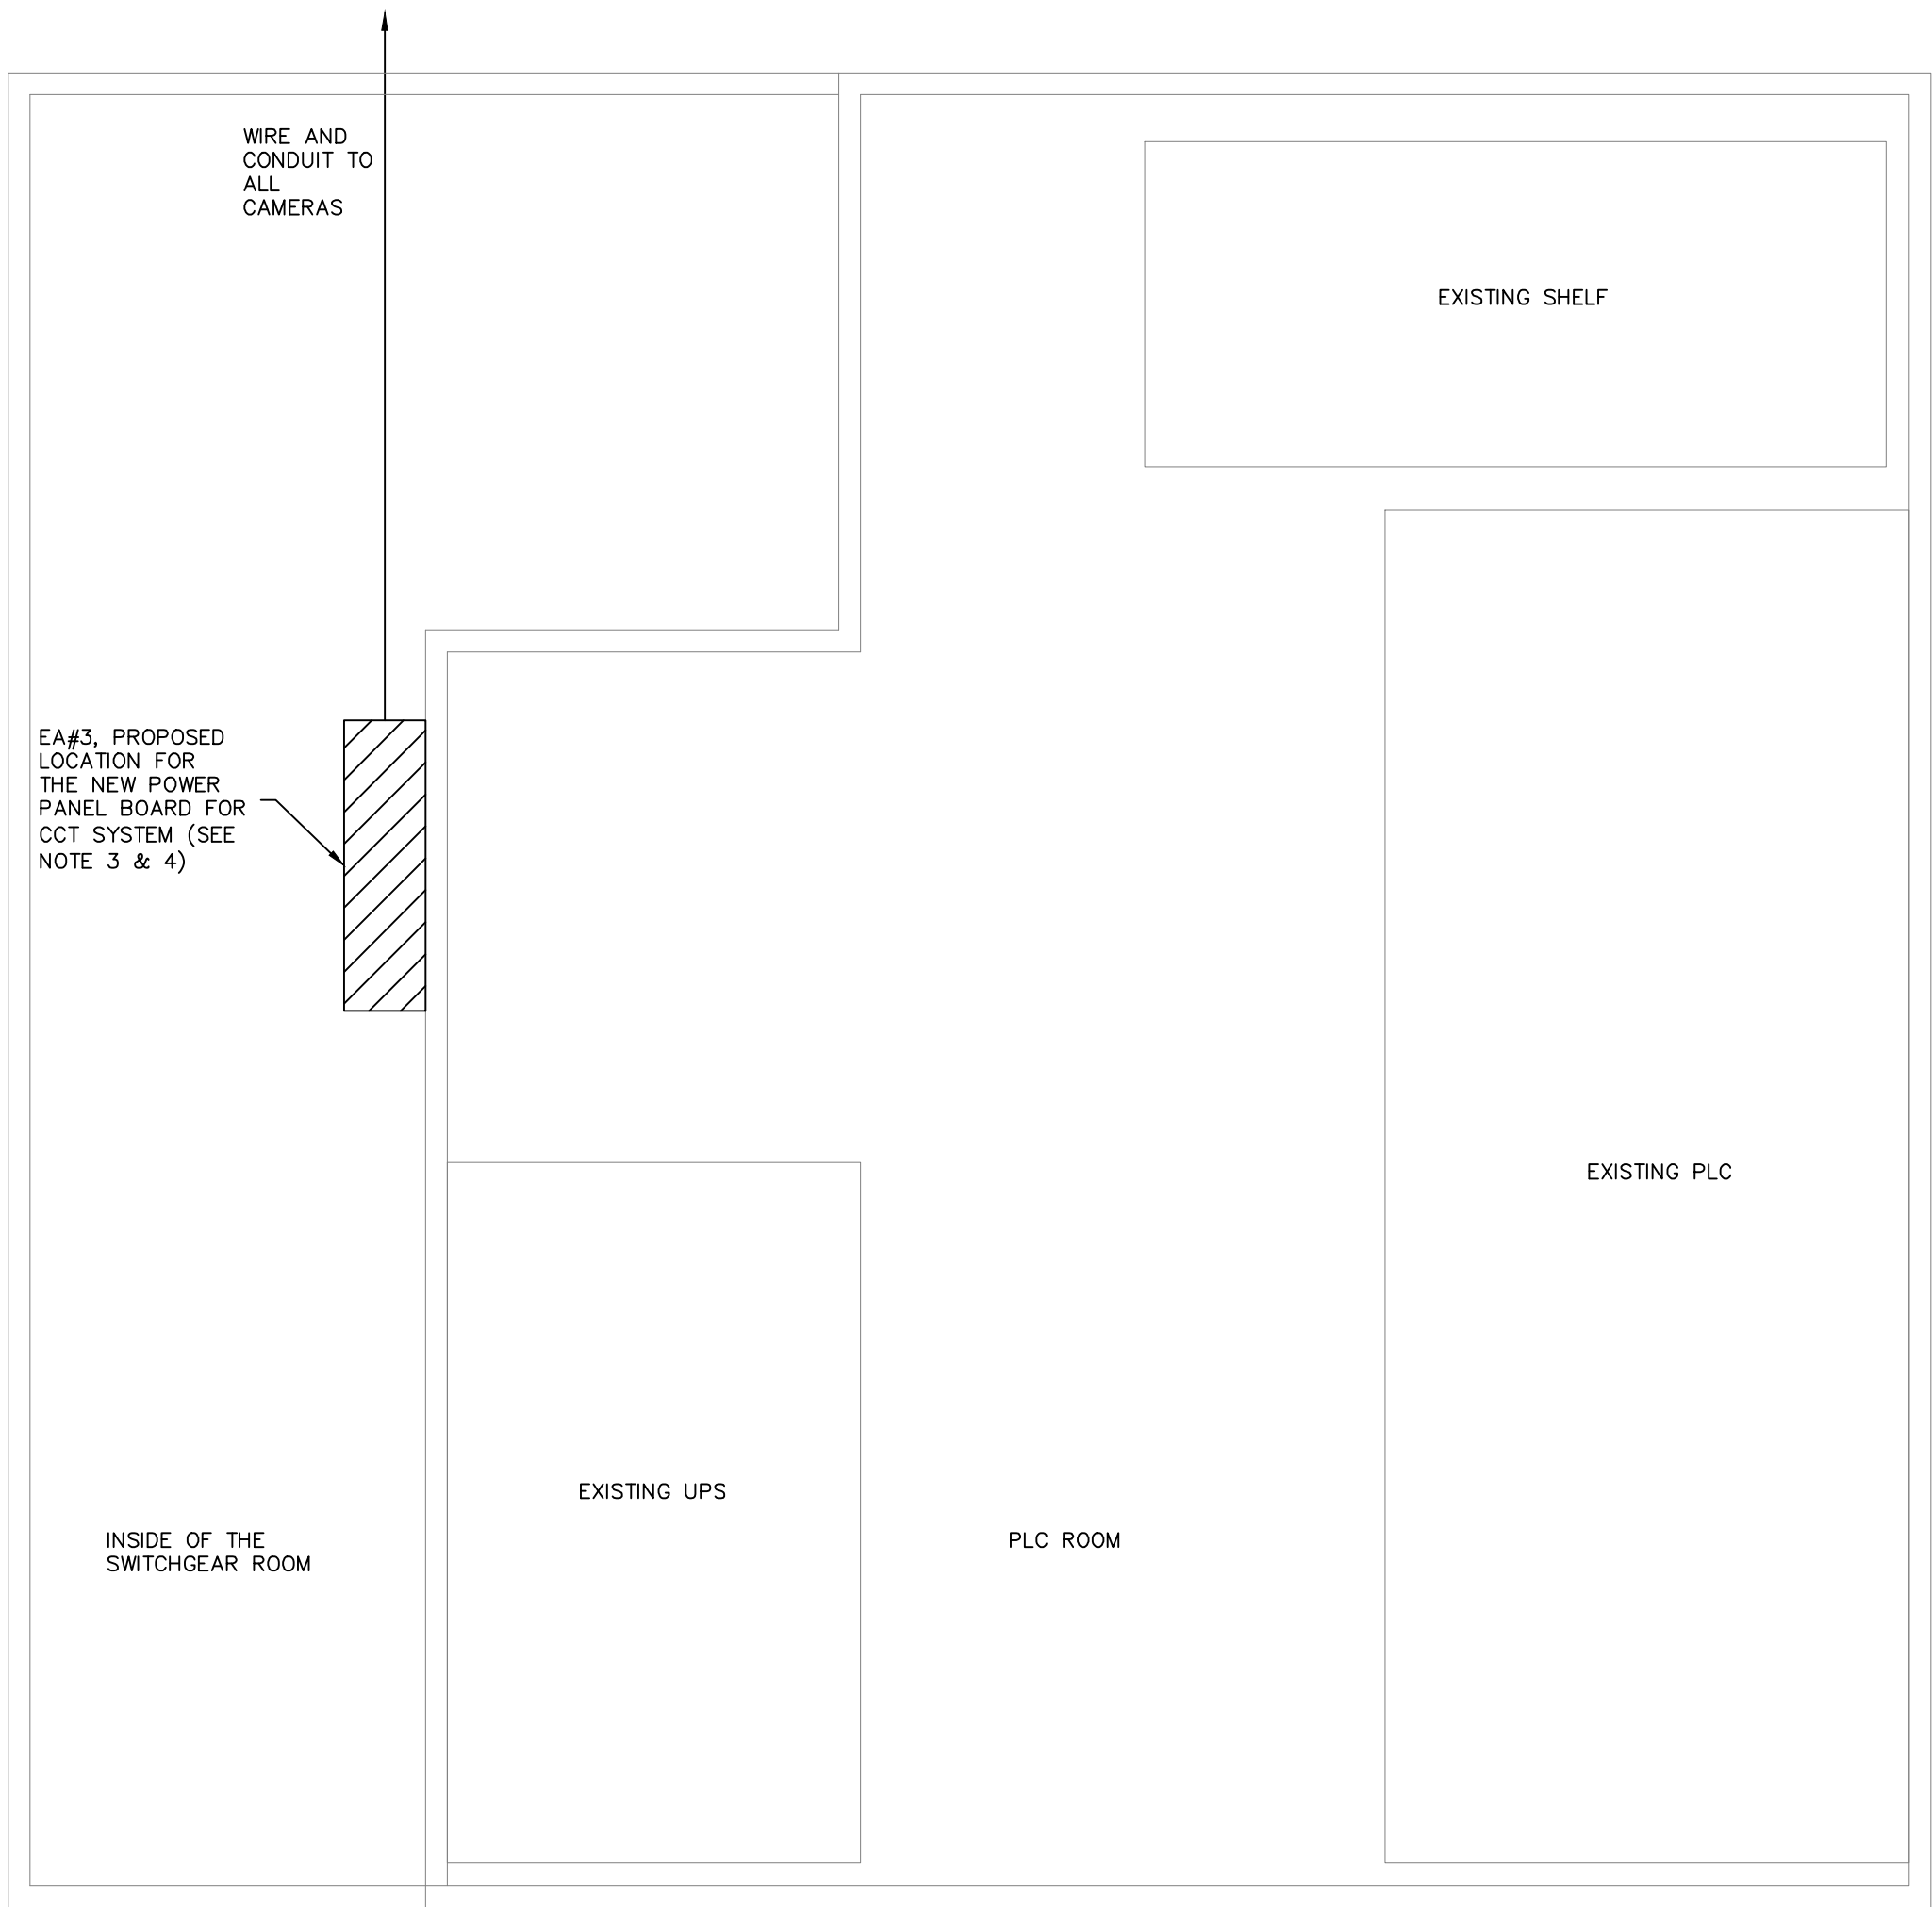 WIRE AND
CONDUIT TO
ALL
CAMERAS
EXISTING SHELF
EA#3, PROPOSED
LOCATION FOR
THE NEW POWER
PANEL BOARD FOR
CCT SYSTEM (SEE
NOTE 3 & 4)
EXISTING PLC
EXISTING UPS
INSIDE OF THE
SWITCHGEAR ROOM
PLC ROOM